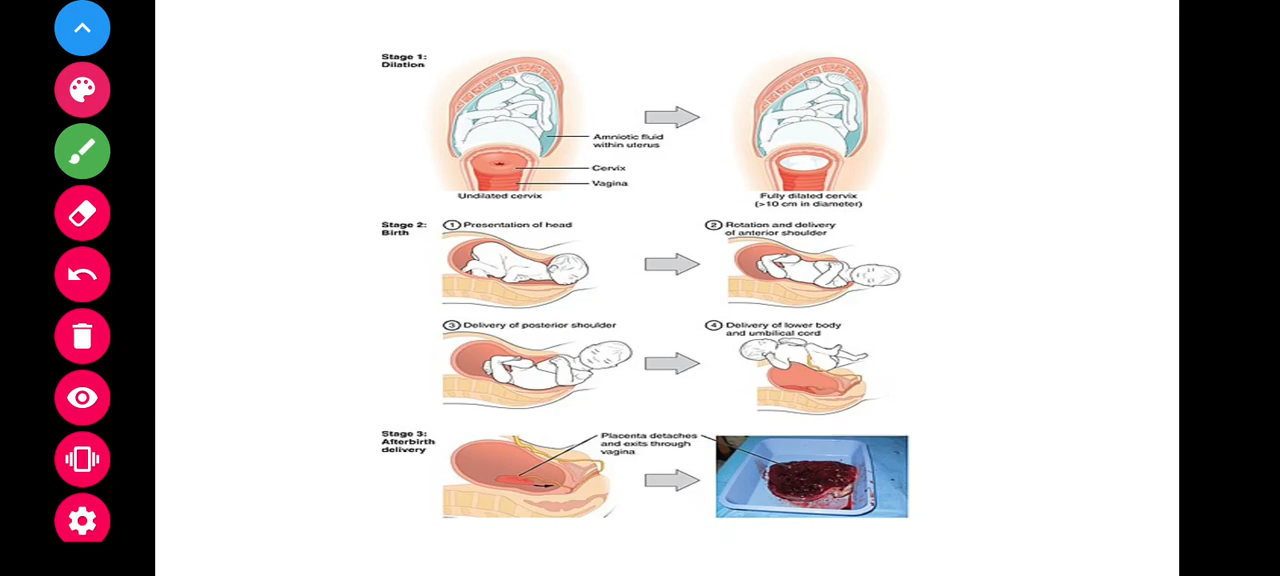 Stage 1:
Dilation
Amniotic fluid
within uterus
Cervix
Vagina
Undilated cervix
Fully dilated cervix
(>10 cm in diameter)
Stage 2:
Birth
1 Presentation of head
2 Rotation and delivery
of anterior shoulder
3 Delivery of posterior shoulder
4 Delivery of lower body
and umbilical cord
Stage 3:
Afterbirth
delivery
Placenta detaches
and exits through
vagina